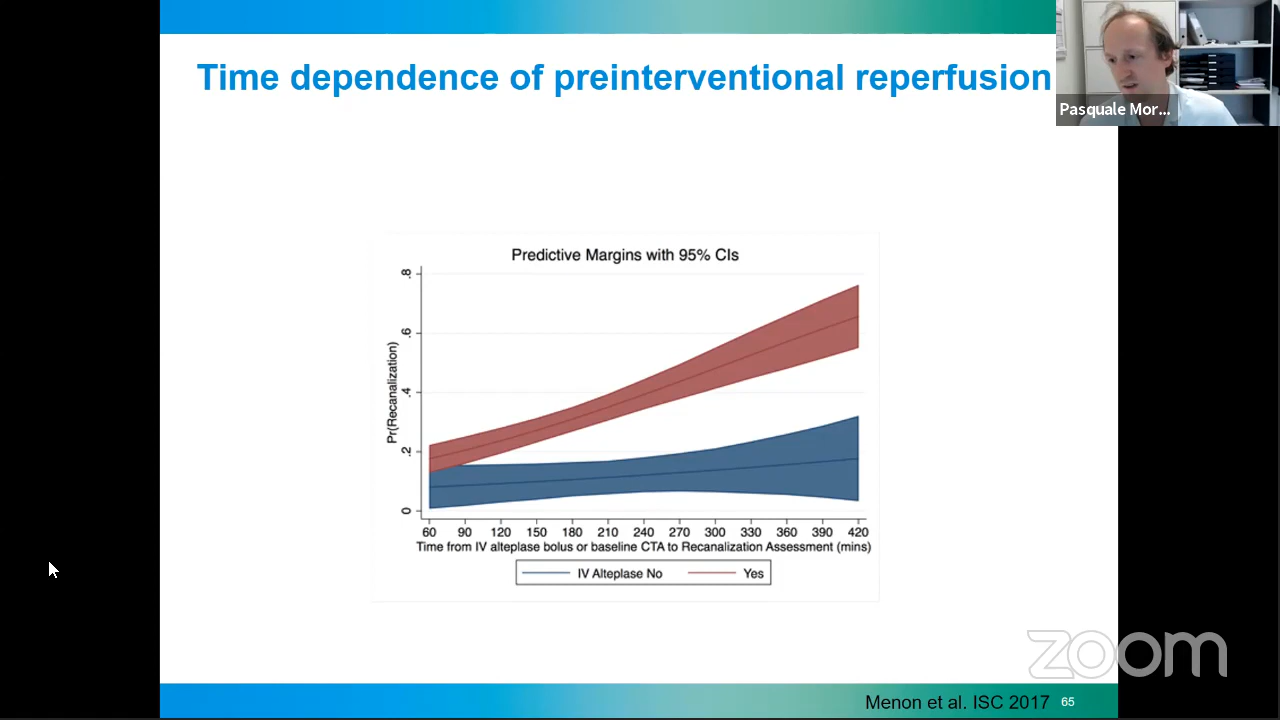 Time dependence of preinterventional reperfusion
Pasquale Mor...
Predictive Margins with 95% CIs
Pr(Recanalization)
.8
.6
.4
.2
0
60 90 120 150 180 210 240 270 300 330 360 390 420
Time from IV alteplase bolus or baseline CTA to Recanalization Assessment (mins)
IV Alteplase No Yes
zoom
Menon et al. ISC 2017 65